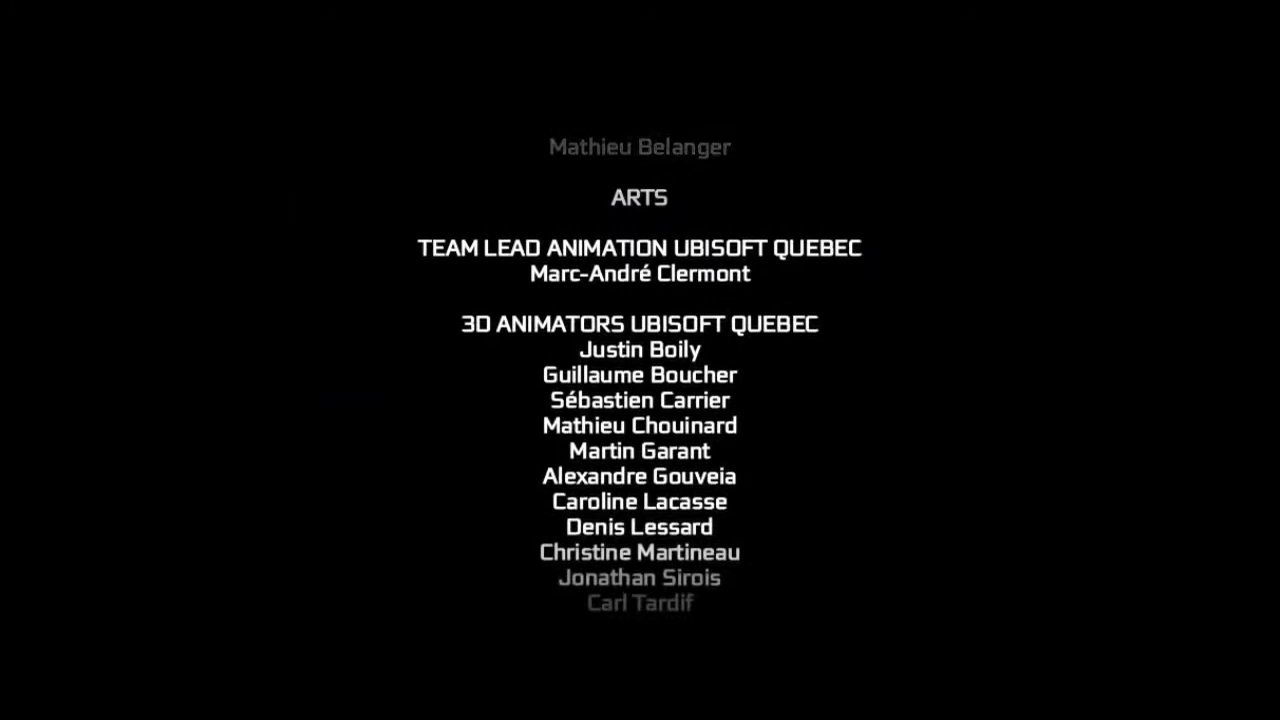 Mathieu Belanger
ARTS
TEAM LEAD ANIMATION UBISOFT QUEBEC
Marc-André Clermont
3D ANIMATORS UBISOFT QUEBEC
Justin Boily
Guillaume Boucher
Sébastien Carrier
Mathieu Chouinard
Martin Garant
Alexandre Gouveia
Caroline Lacasse
Denis Lessard
Christine Martineau
Jonathan Sirois
Carl Tardif